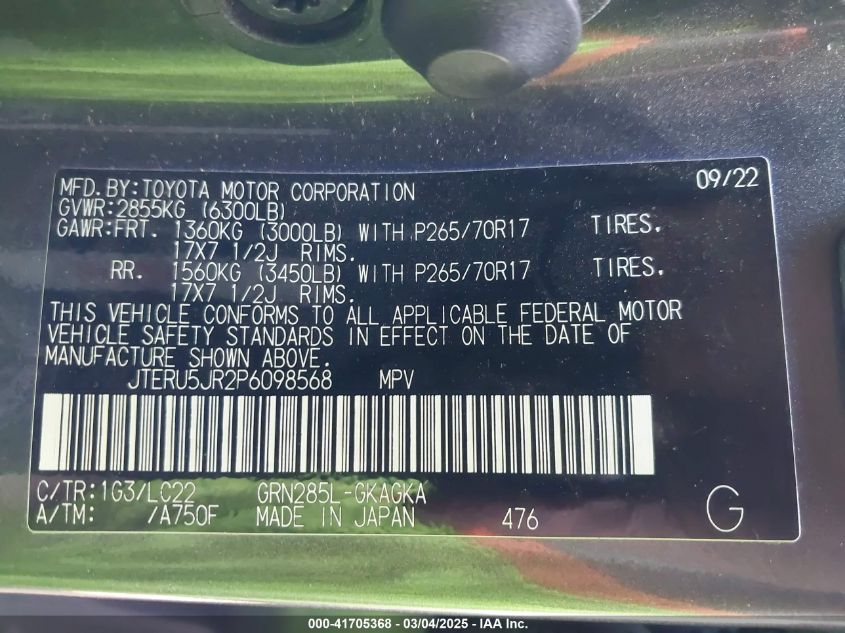 MFD.BY:TOYOTA MOTOR CORPORATION 09/22
GVWR:2855KG (6300LB)
GAWR:FRT. 1360KG (3000LB) WITH P265/70R17 TIRES.
17X7 1/2J RIMS.
RR. 1560KG (3450LB) WITH P265/70R17 TIRES.
17X7 1/2J RIMS.
THIS VEHICLE CONFORMS TO ALL APPLICABLE FEDERAL MOTOR
VEHICLE SAFETY STANDARDS IN EFFECT ON THE DATE OF
MANUFACTURE SHOWN ABOVE.
JTERU5JR2P6098568 MPV
C/TR:1G3/LC22 GRN285L-GKAGKA
A/TM: /A750F MADE IN JAPAN 476 G
000-41705368 - 03/04/2025 - IAA Inc.